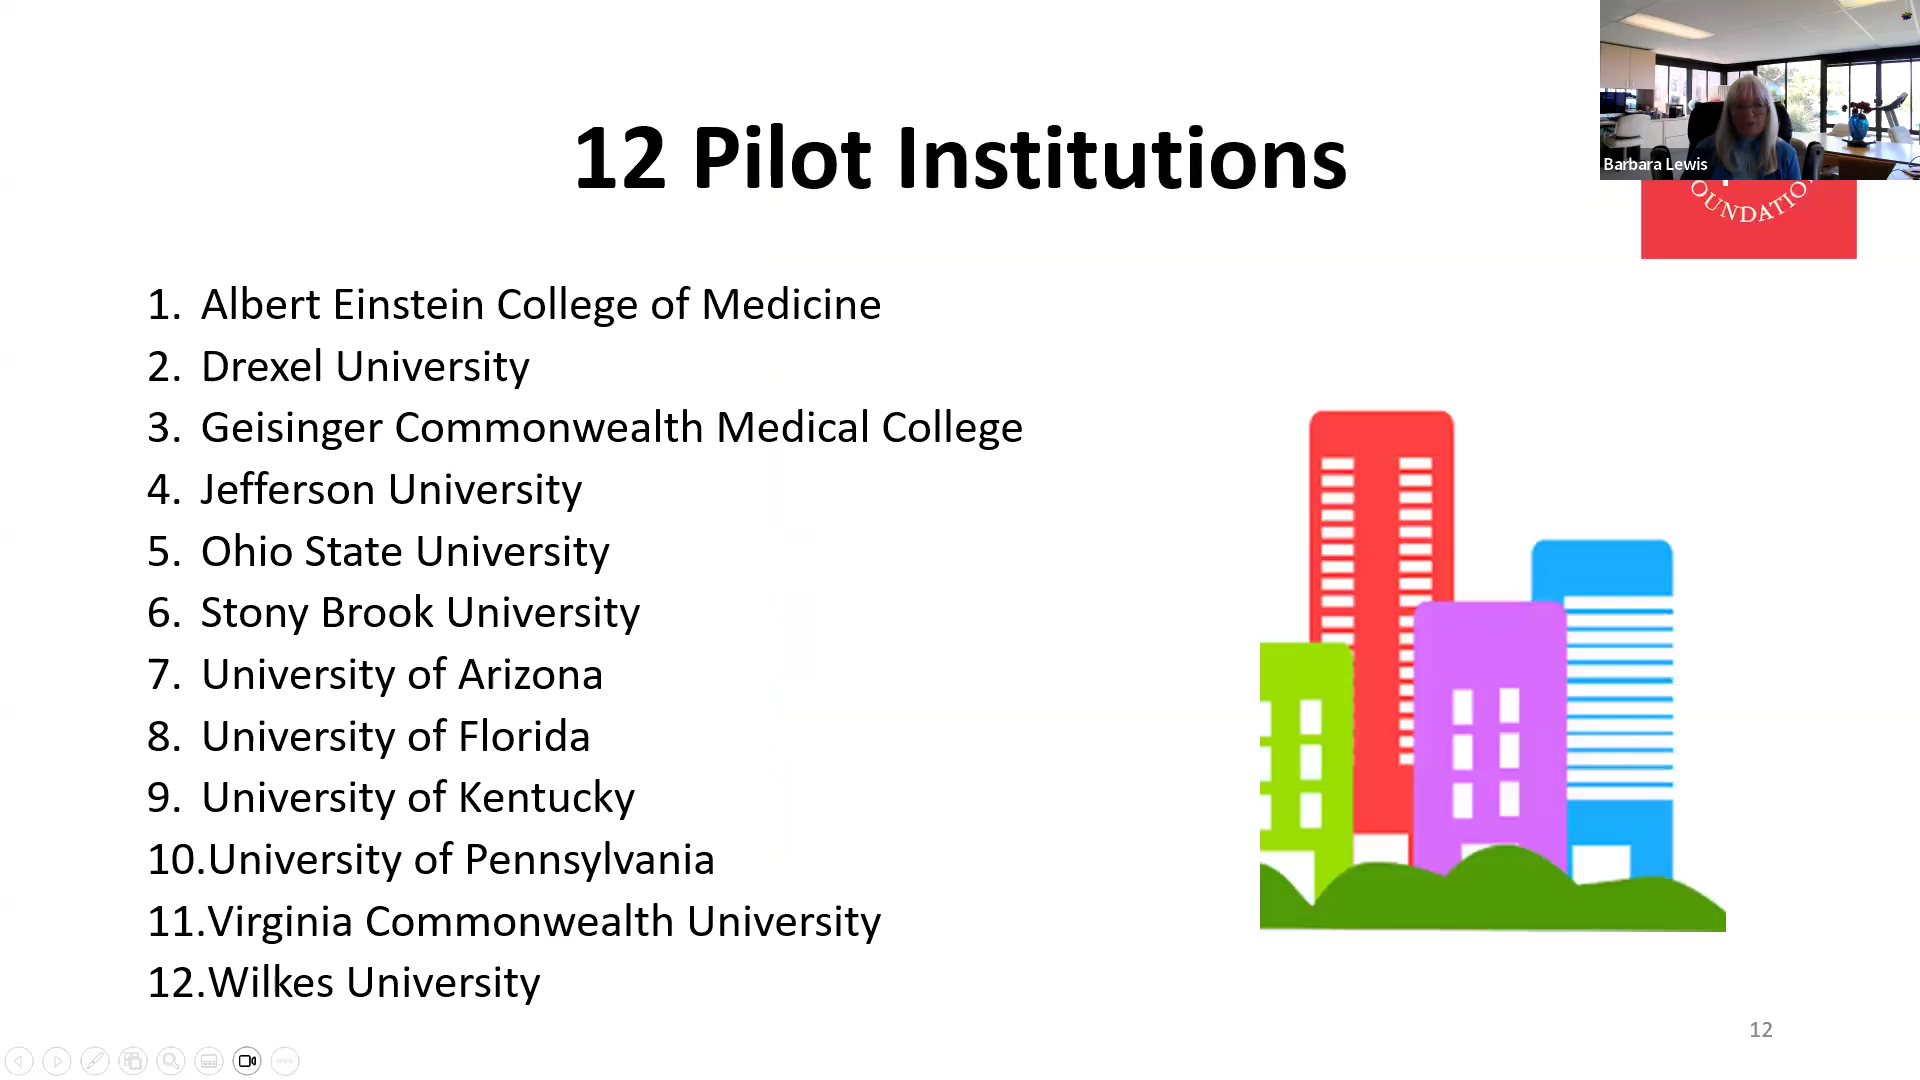 12 Pilot Institutions
Barbara Lewis
OUNDATIO
1. Albert Einstein College of Medicine
2. Drexel University
3. Geisinger Commonwealth Medical College
4. Jefferson University
5. Ohio State University
6. Stony Brook University
7. University of Arizona
8. University of Florida
9. University of Kentucky
10.University of Pennsylvania
11.Virginia Commonwealth University
12.Wilkes University
12